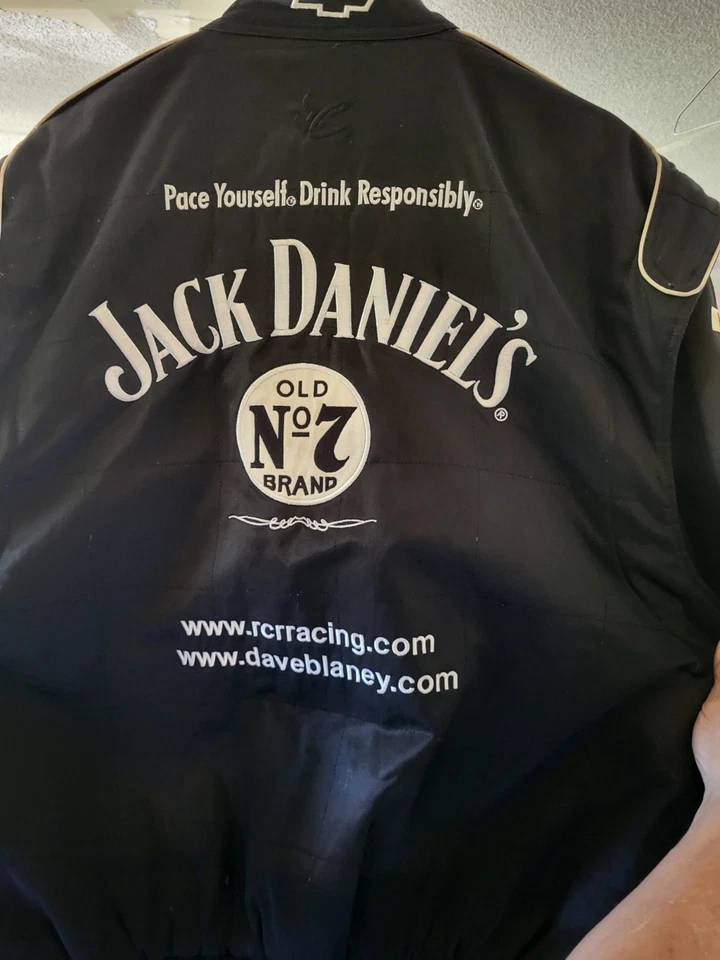 Pace Yourself® Drink Responsibly®
JACK DANIEL'S®
OLD
Nº7
BRAND
www.rcrracing.com
www.daveblaney.com